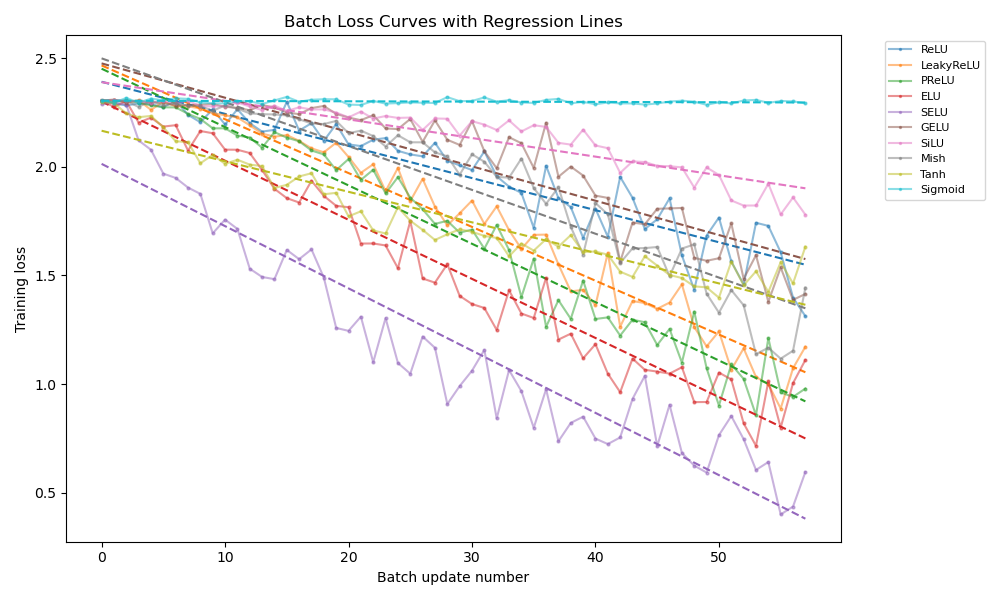 Batch Loss Curves with Regression Lines
Training loss
2.5
2.0
1.5
1.0
0.5
0
10
20
30
40
50
Batch update number
ReLU
LeakyReLU
PReLU
ELU
SELU
GELU
SiLU
Mish
Tanh
Sigmoid